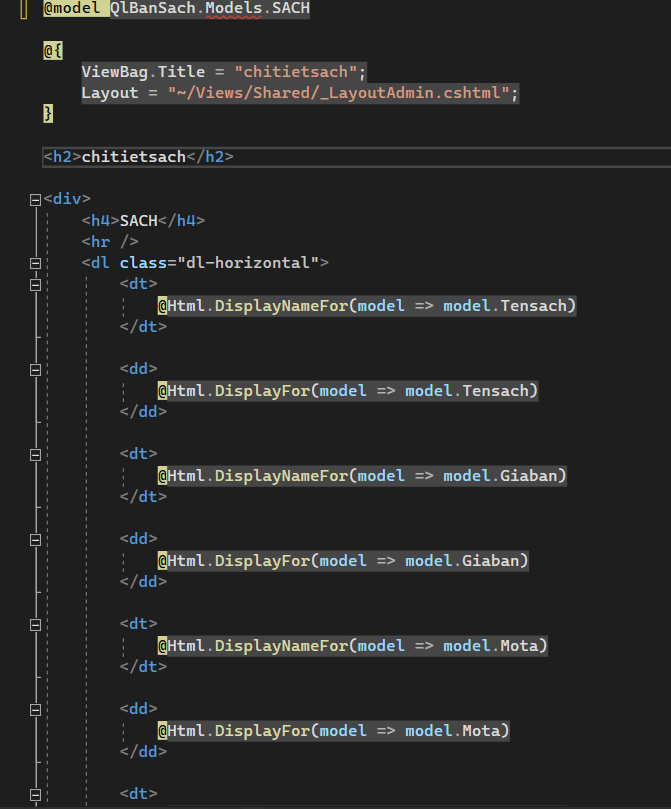 @model QlBanSach.Models.SACH
@{
ViewBag.Title = "chitietsach";
Layout = "~/Views/Shared/_LayoutAdmin.cshtml";
}
<h2>chitietsach</h2>
<div>
<h4>SACH</h4>
<hr />
<dl class="dl-horizontal">
<dt>
@Html.DisplayNameFor(model => model.Tensach)
</dt>
<dd>
@Html.DisplayFor(model => model.Tensach)
</dd>
<dt>
@Html.DisplayNameFor(model => model.Giaban)
</dt>
<dd>
@Html.DisplayFor(model => model.Giaban)
</dd>
<dt>
@Html.DisplayNameFor(model => model.Mota)
</dt>
<dd>
@Html.DisplayFor(model => model.Mota)
</dd>
<dt>